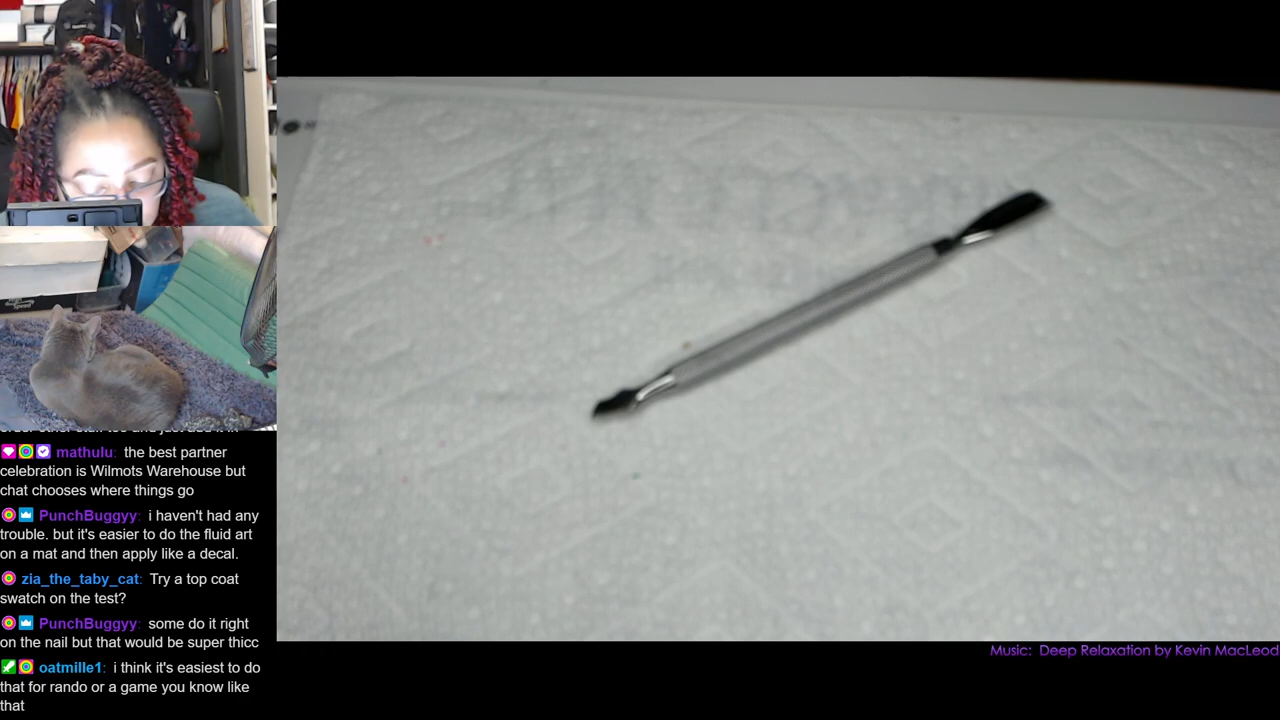 mathulu: the best partner
celebration is Wilmots Warehouse but
chat chooses where things go
PunchBuggyy: i haven't had any
trouble. but it's easier to do the fluid art
on a mat and then apply like a decal.
zia_the_taby_cat: Try a top coat
swatch on the test?
PunchBuggyy: some do it right
on the nail but that would be super thicc
oatmille1: i think it's easiest to do
that for rando or a game you know like
that
Music: Deep Relaxation by Kevin MacLeod